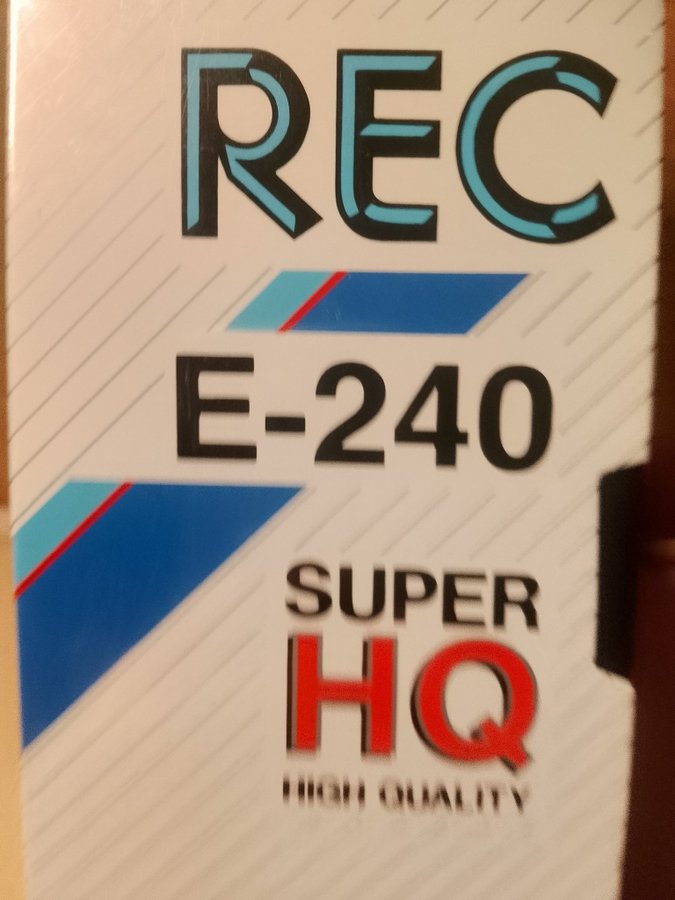 REC
E-240
SUPER
HQ
HIGH QUALITY